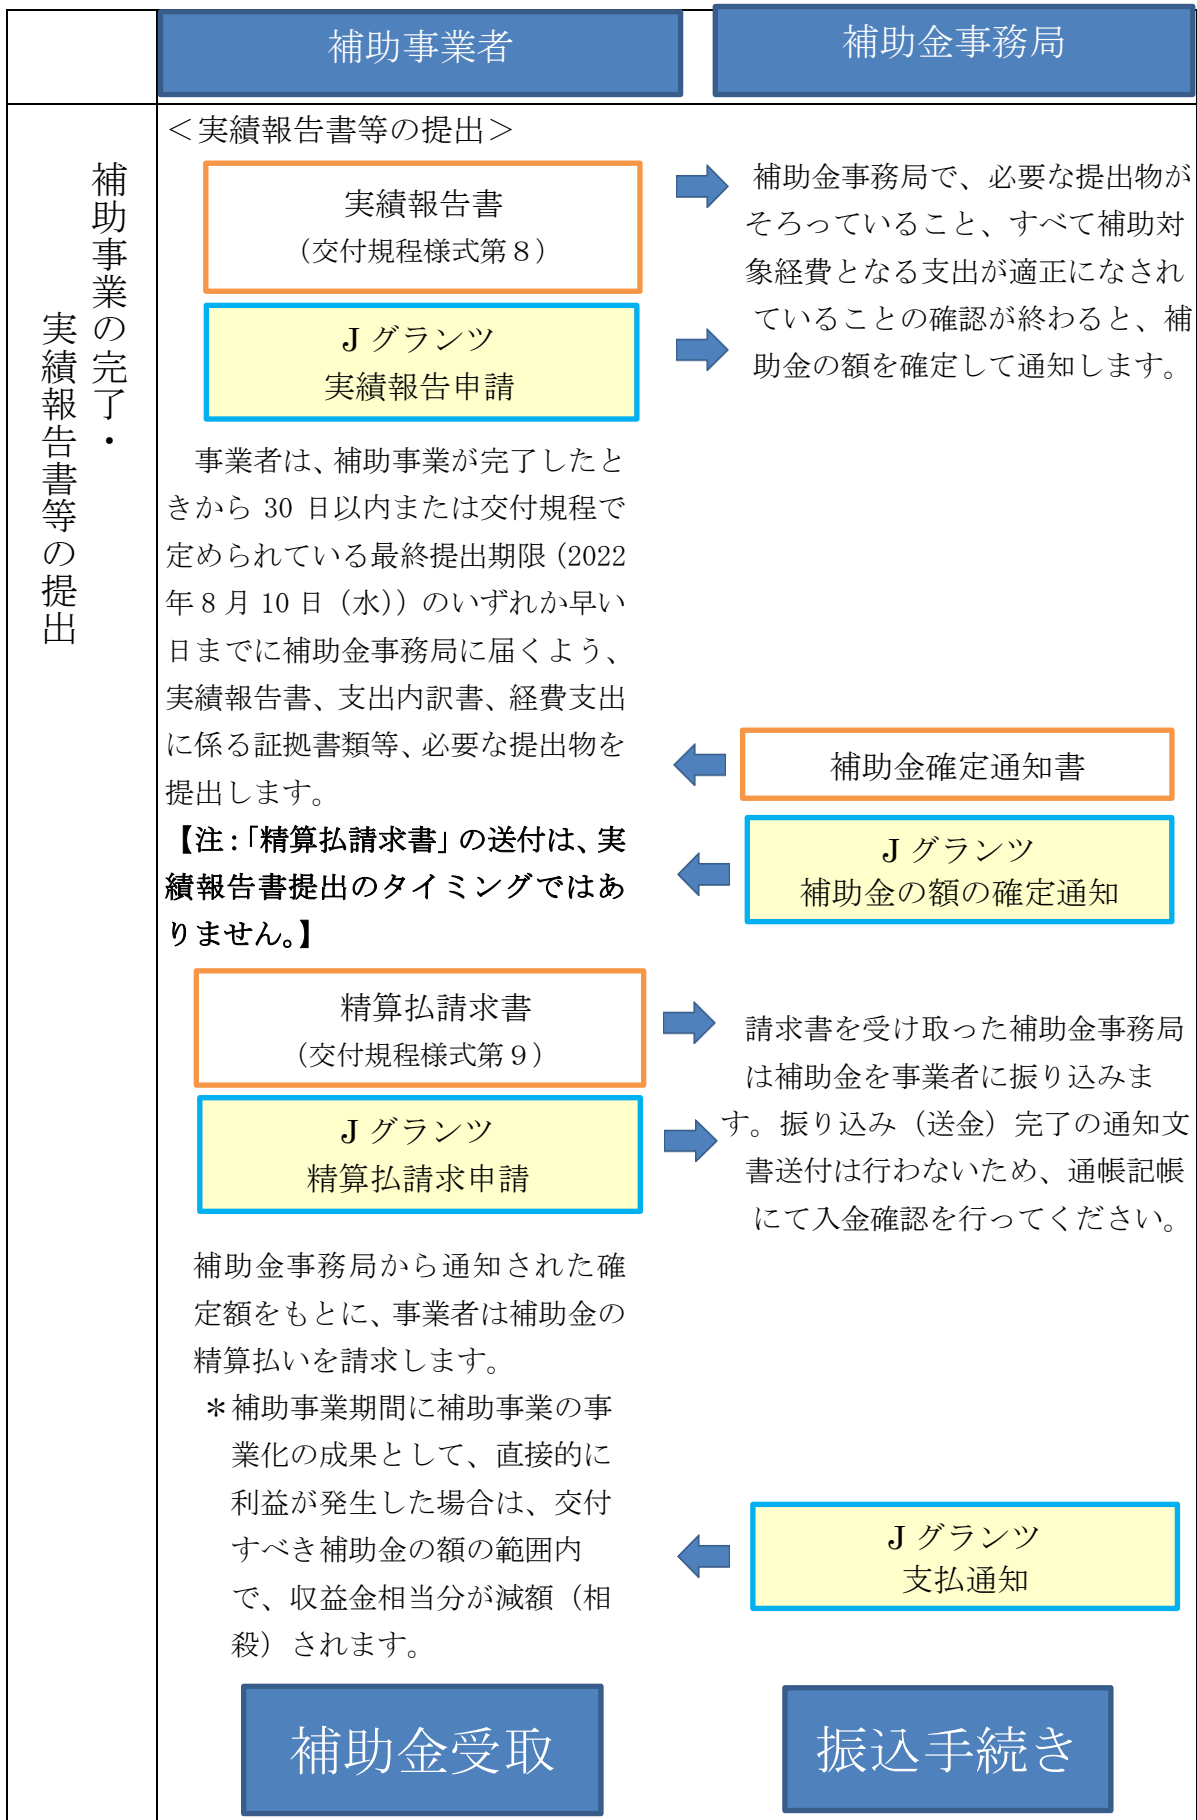 補助事業者
補助金事務局
補助事業の完了・
実績報告書等の提出
＜実績報告書等の提出＞
実績報告書
（交付規程様式第８）
Jグランツ
実績報告申請
補助金事務局で、必要な提出物が
そろっていること、すべて補助対
象経費となる支出が適正になされ
ていることの確認が終わると、補
助金の額を確定して通知します。
事業者は、補助事業が完了したと
きから 30 日以内または交付規程で
定められている最終提出期限（2022
年８月 10 日（水））のいずれか早い
日までに補助金事務局に届くよう、
実績報告書、支出内訳書、経費支出
に係る証拠書類等、必要な提出物を
提出します。
【注：「精算払請求書」の送付は、実
績報告書提出のタイミングではあ
りません。】
補助金確定通知書
Jグランツ
補助金の額の確定通知
精算払請求書
（交付規程様式第９）
Jグランツ
精算払請求申請
請求書を受け取った補助金事務局
は補助金を事業者に振り込みま
す。振り込み（送金）完了の通知文
書送付は行わないため、通帳記帳
にて入金確認を行ってください。
補助金事務局から通知された確
定額をもとに、事業者は補助金の
精算払いを請求します。
＊補助事業期間に補助事業の事
業化の成果として、直接的に
利益が発生した場合は、交付
すべき補助金の額の範囲内
で、収益金相当分が減額（相
殺）されます。
Jグランツ
支払通知
補助金受取
振込手続き